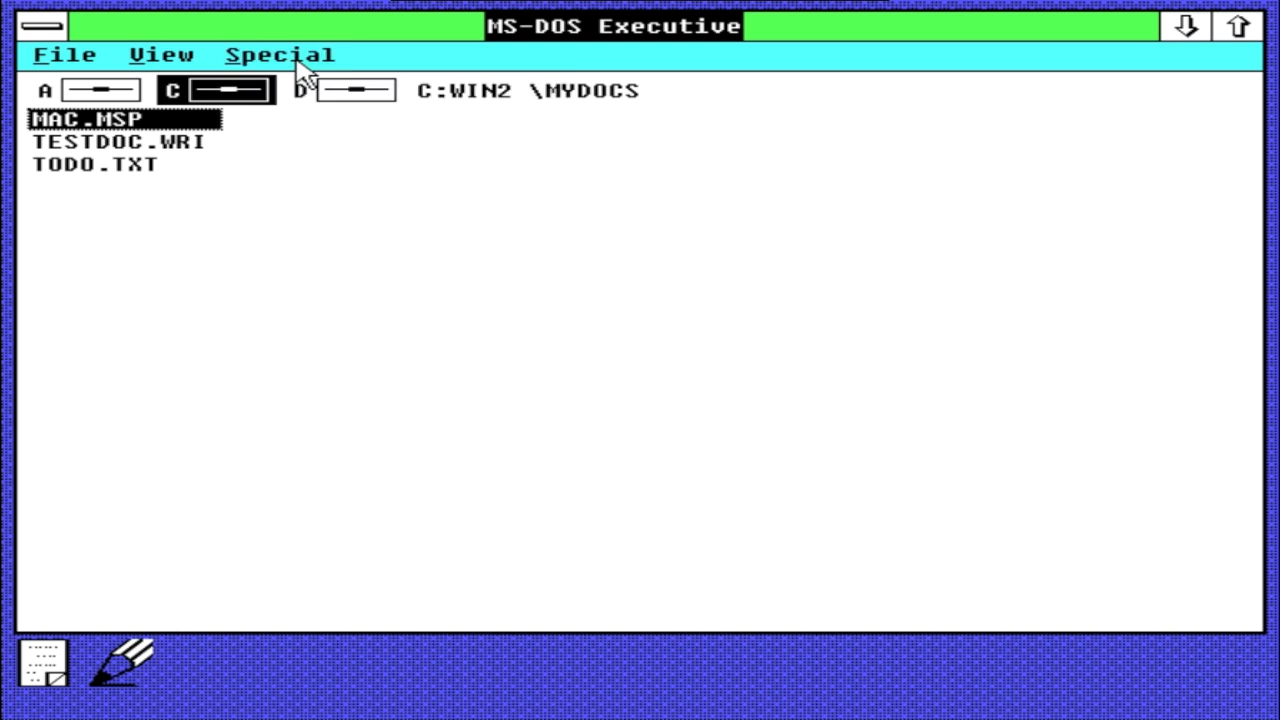 MS-DOS Executive
File View Special
A C D C:WIN2 \MYDOCS
MAC.MSP
TESTDOC.WRI
TODO.TXT